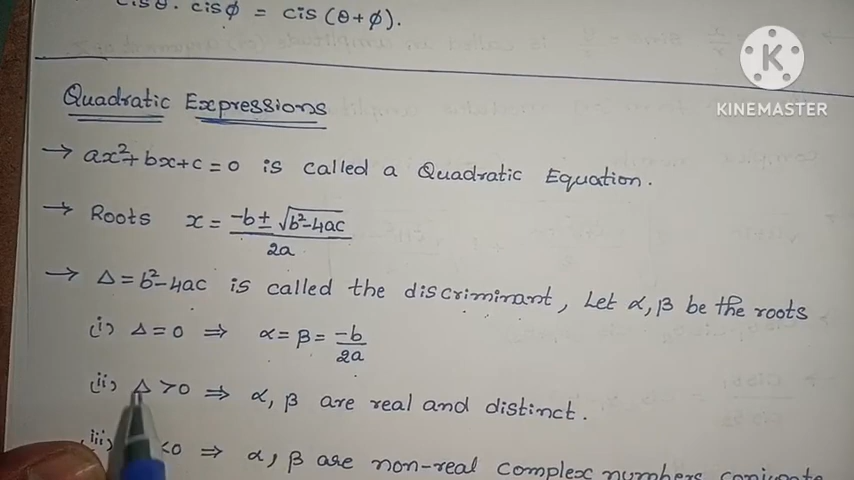 cisθ. cisϕ = cis (θ+ϕ).
KINEMASTER
Quadratic Expressions
→ ax²+bx+c=0 is called a Quadratic Equation.
→ Roots x = (-b ± √(b²-4ac))/2a
→ Δ=b²-4ac is called the discriminant, Let α,β be the roots
(i) Δ=0 ⇒ α=β= -b/2a
(ii) Δ>0 ⇒ α, β are real and distinct.
(iii) <0 ⇒ α, β are non-real complex numbers conjugate